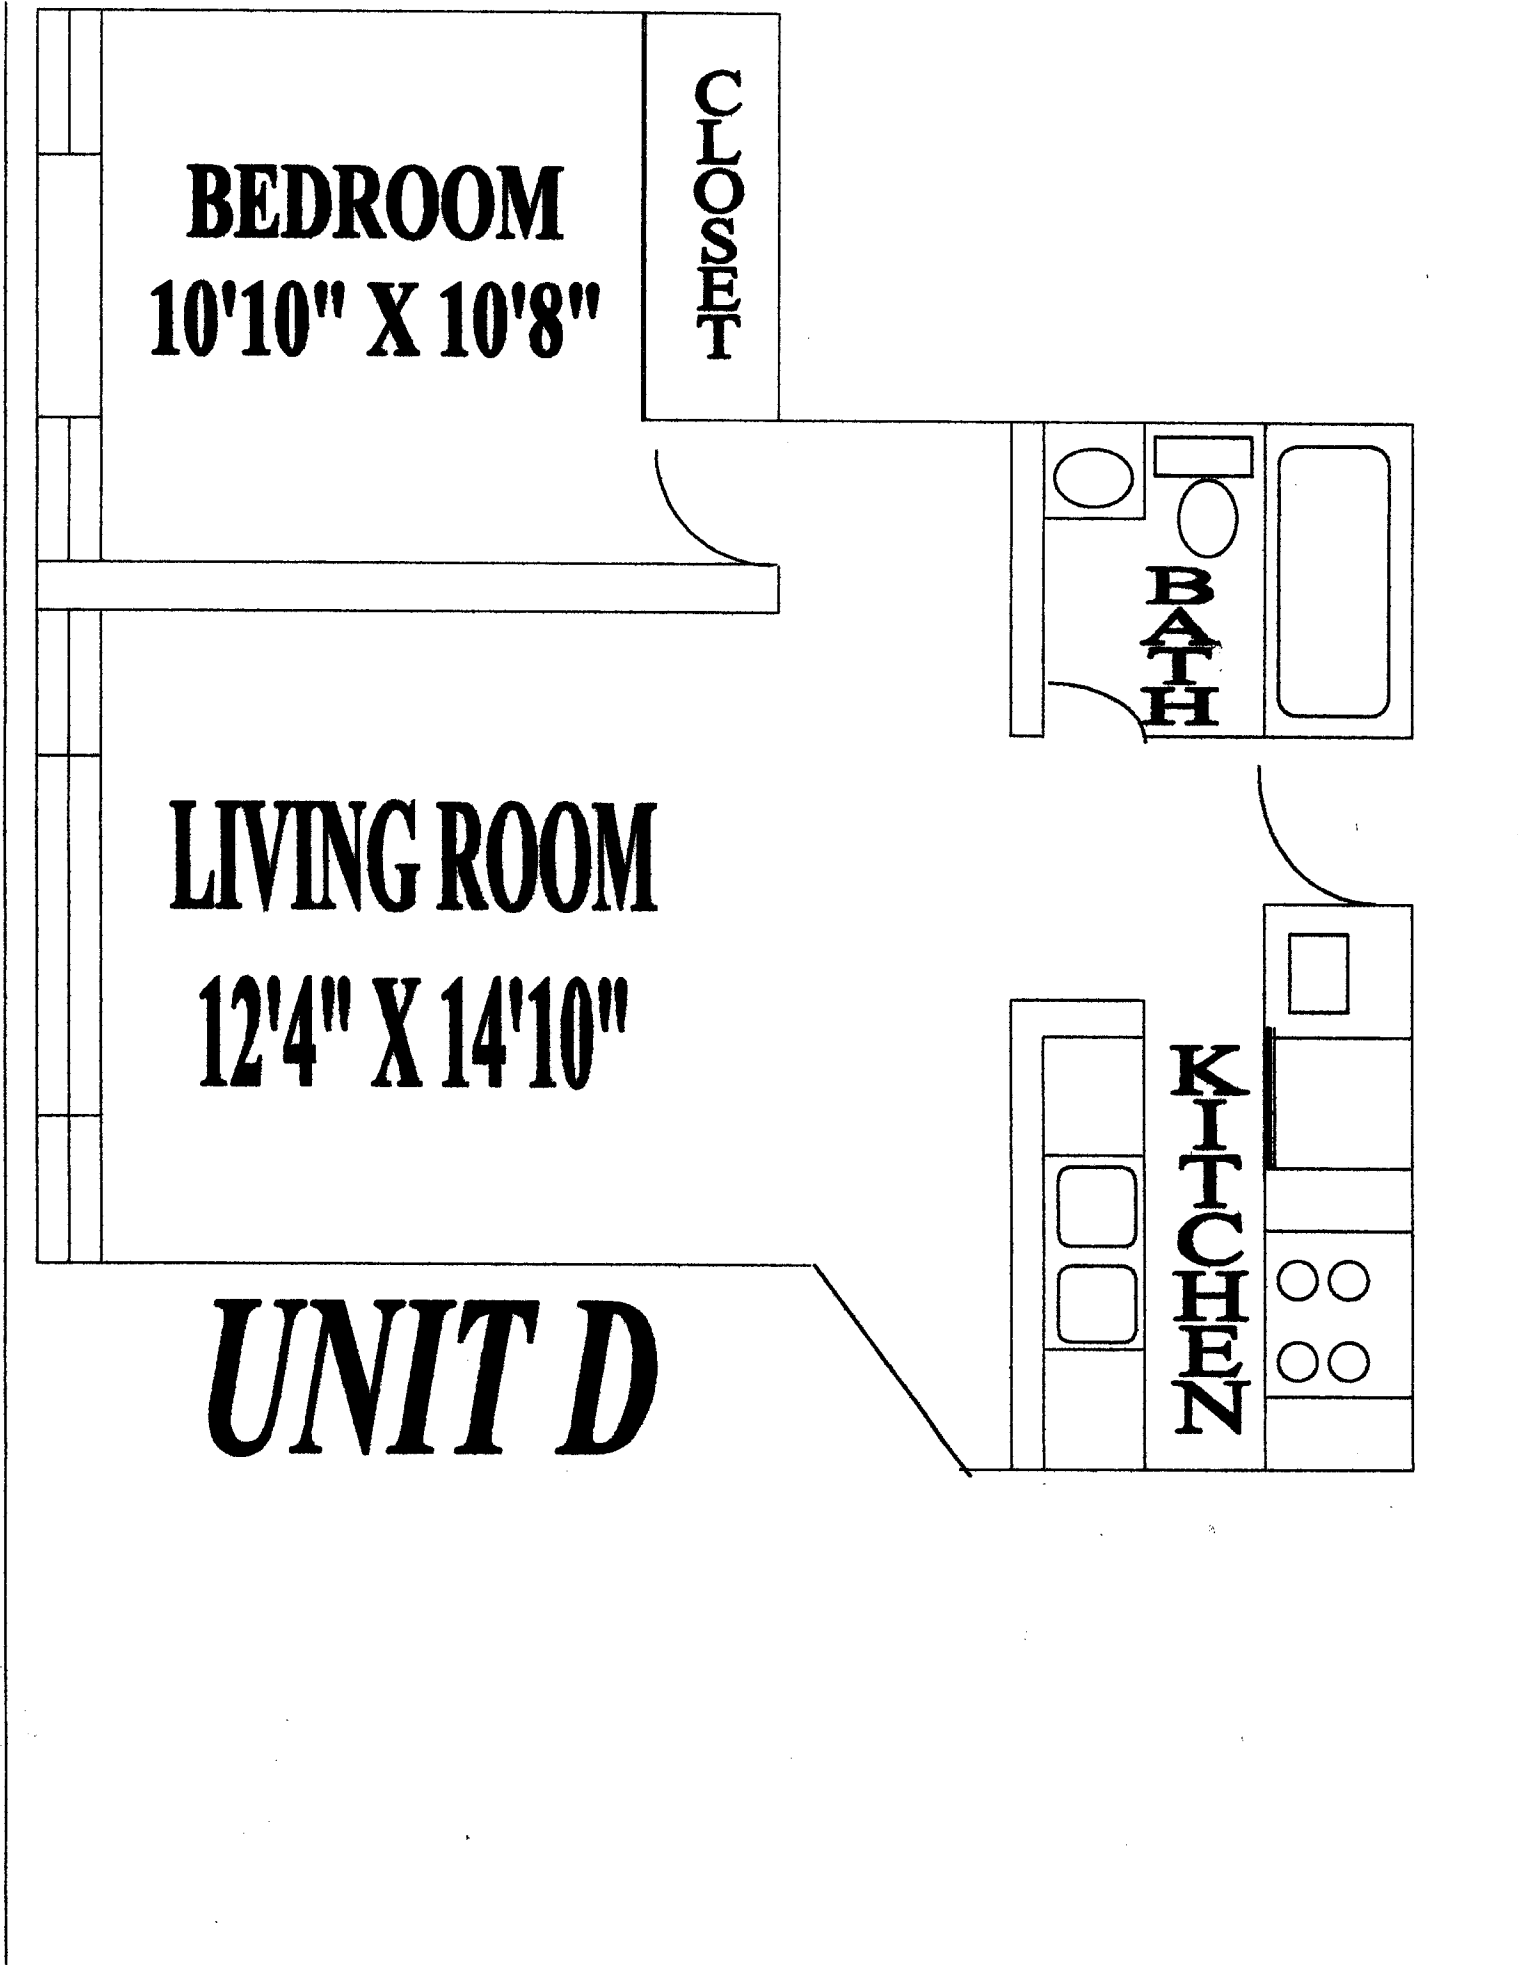 BEDROOM
10'10" X 10'8"
CLOSET
BATH
LIVING ROOM
12'4" X 14'10"
KITCHEN
UNIT D